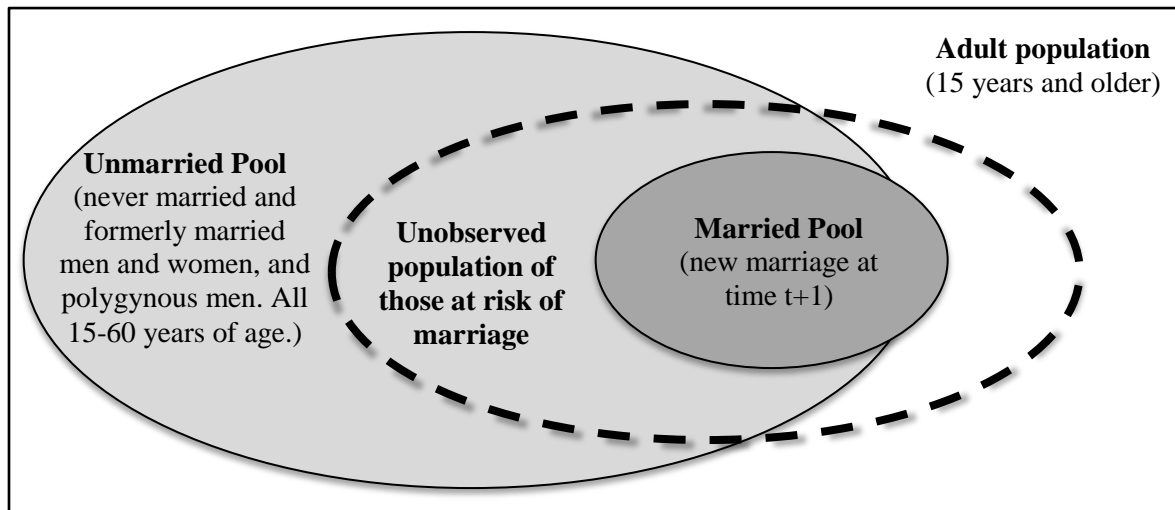 Adult population
(15 years and older)
Unmarried Pool
(never married and
formerly married
men and women, and
polygynous men. All
15-60 years of age.)
Unobserved
population of
those at risk of
marriage
Married Pool
(new marriage at
time t+1)